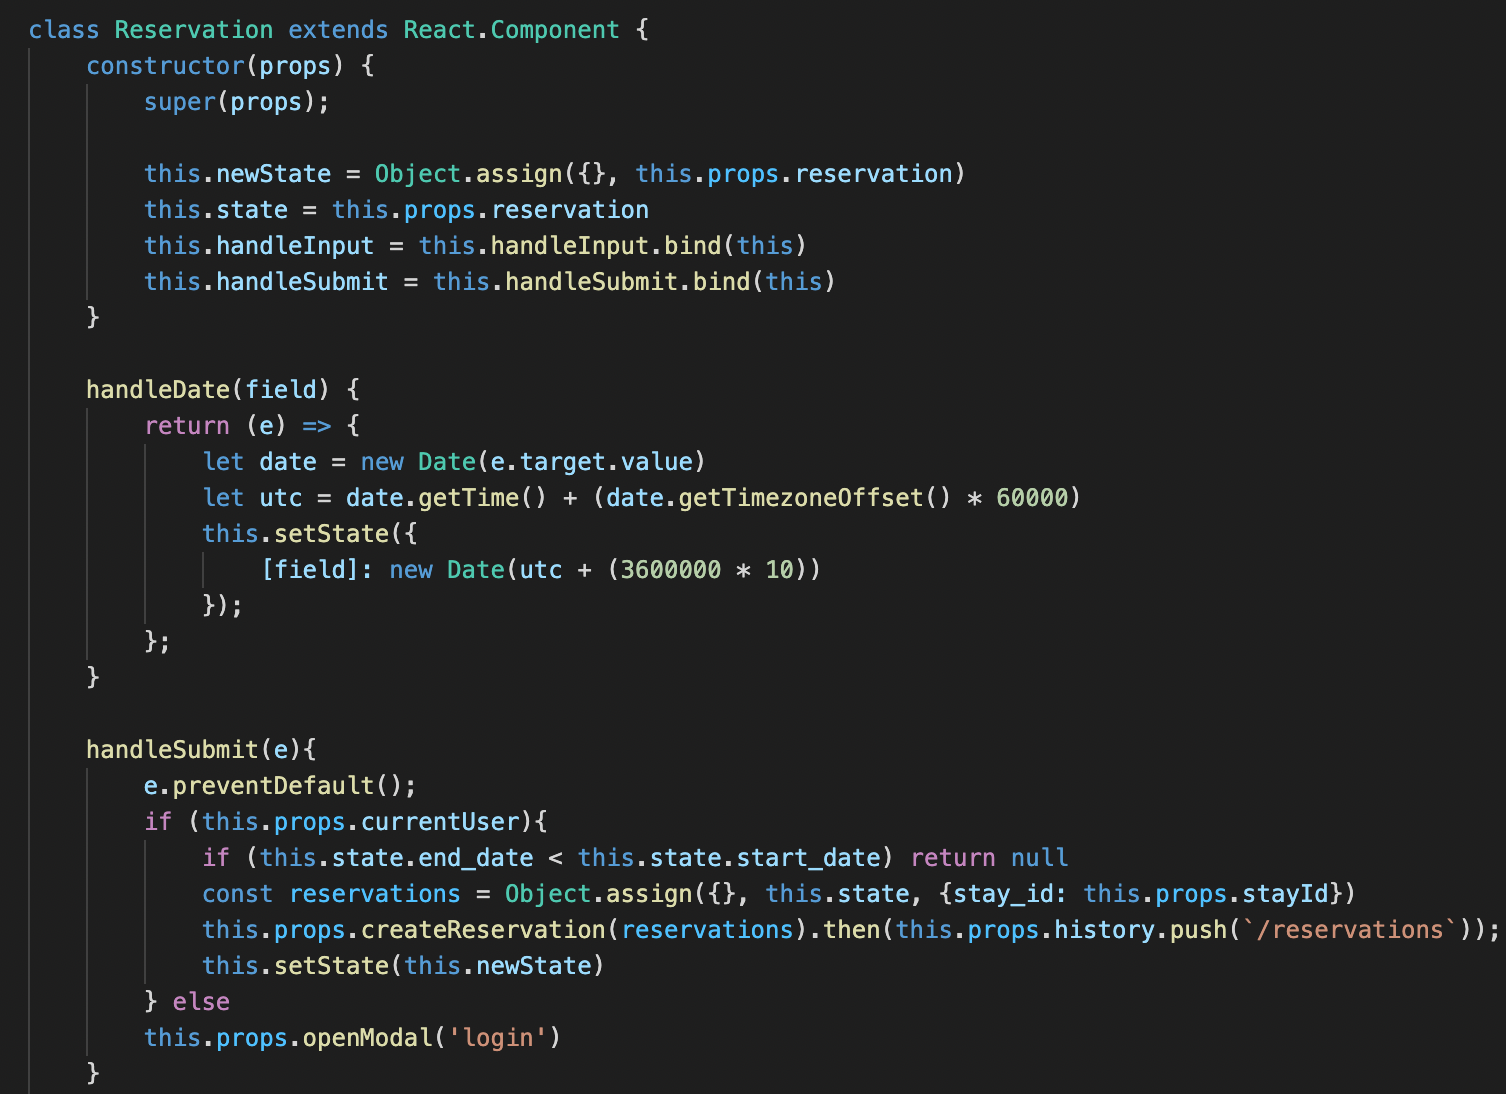 class Reservation extends React.Component {
    constructor(props) {
        super(props);

        this.newState = Object.assign({}, this.props.reservation)
        this.state = this.props.reservation
        this.handleInput = this.handleInput.bind(this)
        this.handleSubmit = this.handleSubmit.bind(this)
    }

    handleDate(field) {
        return (e) => {
            let date = new Date(e.target.value)
            let utc = date.getTime() + (date.getTimezoneOffset() * 60000)
            this.setState({
                [field]: new Date(utc + (3600000 * 10))
            });
        };
    }

    handleSubmit(e){
        e.preventDefault();
        if (this.props.currentUser){
            if (this.state.end_date < this.state.start_date) return null
            const reservations = Object.assign({}, this.state, {stay_id: this.props.stayId})
            this.props.createReservation(reservations).then(this.props.history.push(`/reservations`));
            this.setState(this.newState)
        } else
        this.props.openModal('login')
    }